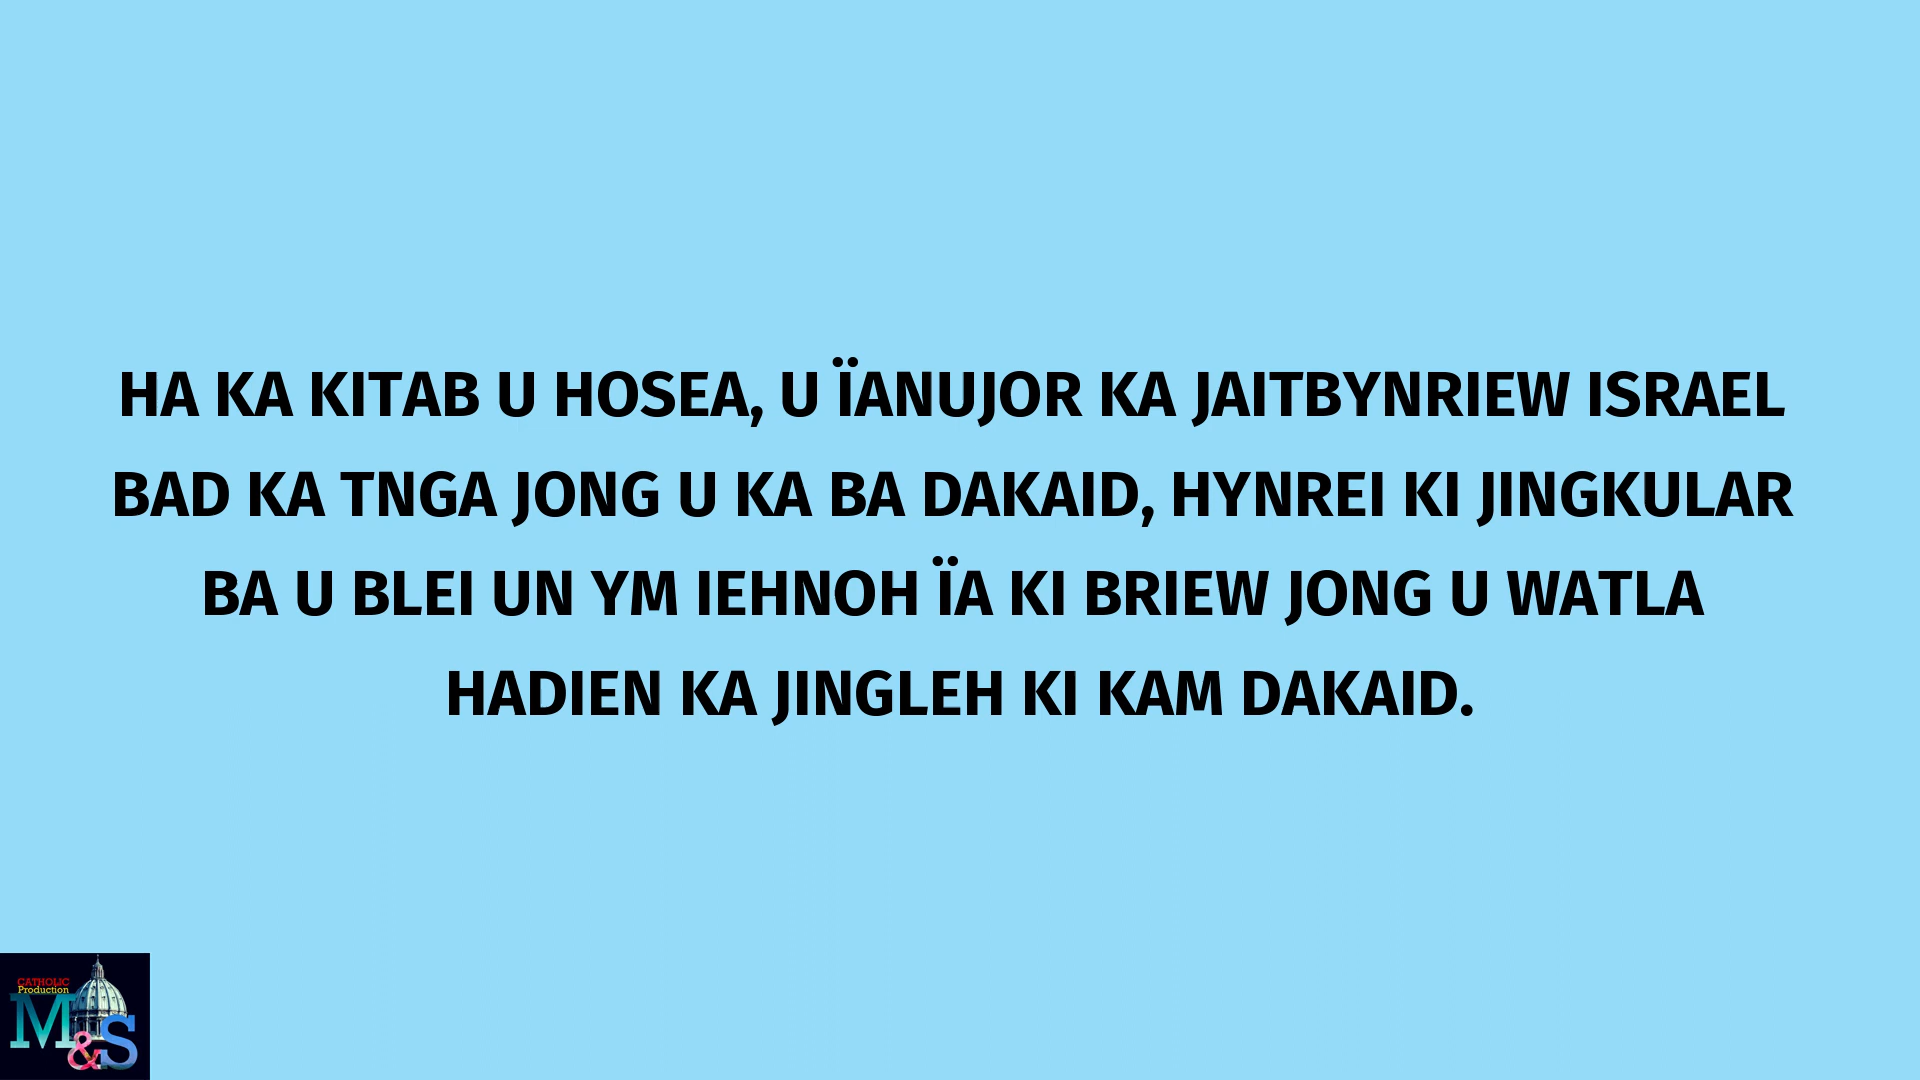 HA KA KITAB U HOSEA, U ÏANUJOR KA JAITBYNRIEW ISRAEL
BAD KA TNGA JONG U KA BA DAKAID, HYNREI KI JINGKULAR
BA U BLEI UN YM IEHNOH ÏA KI BRIEW JONG U WATLA
HADIEN KA JINGLEH KI KAM DAKAID.
CATHOLIC
Production
M&S